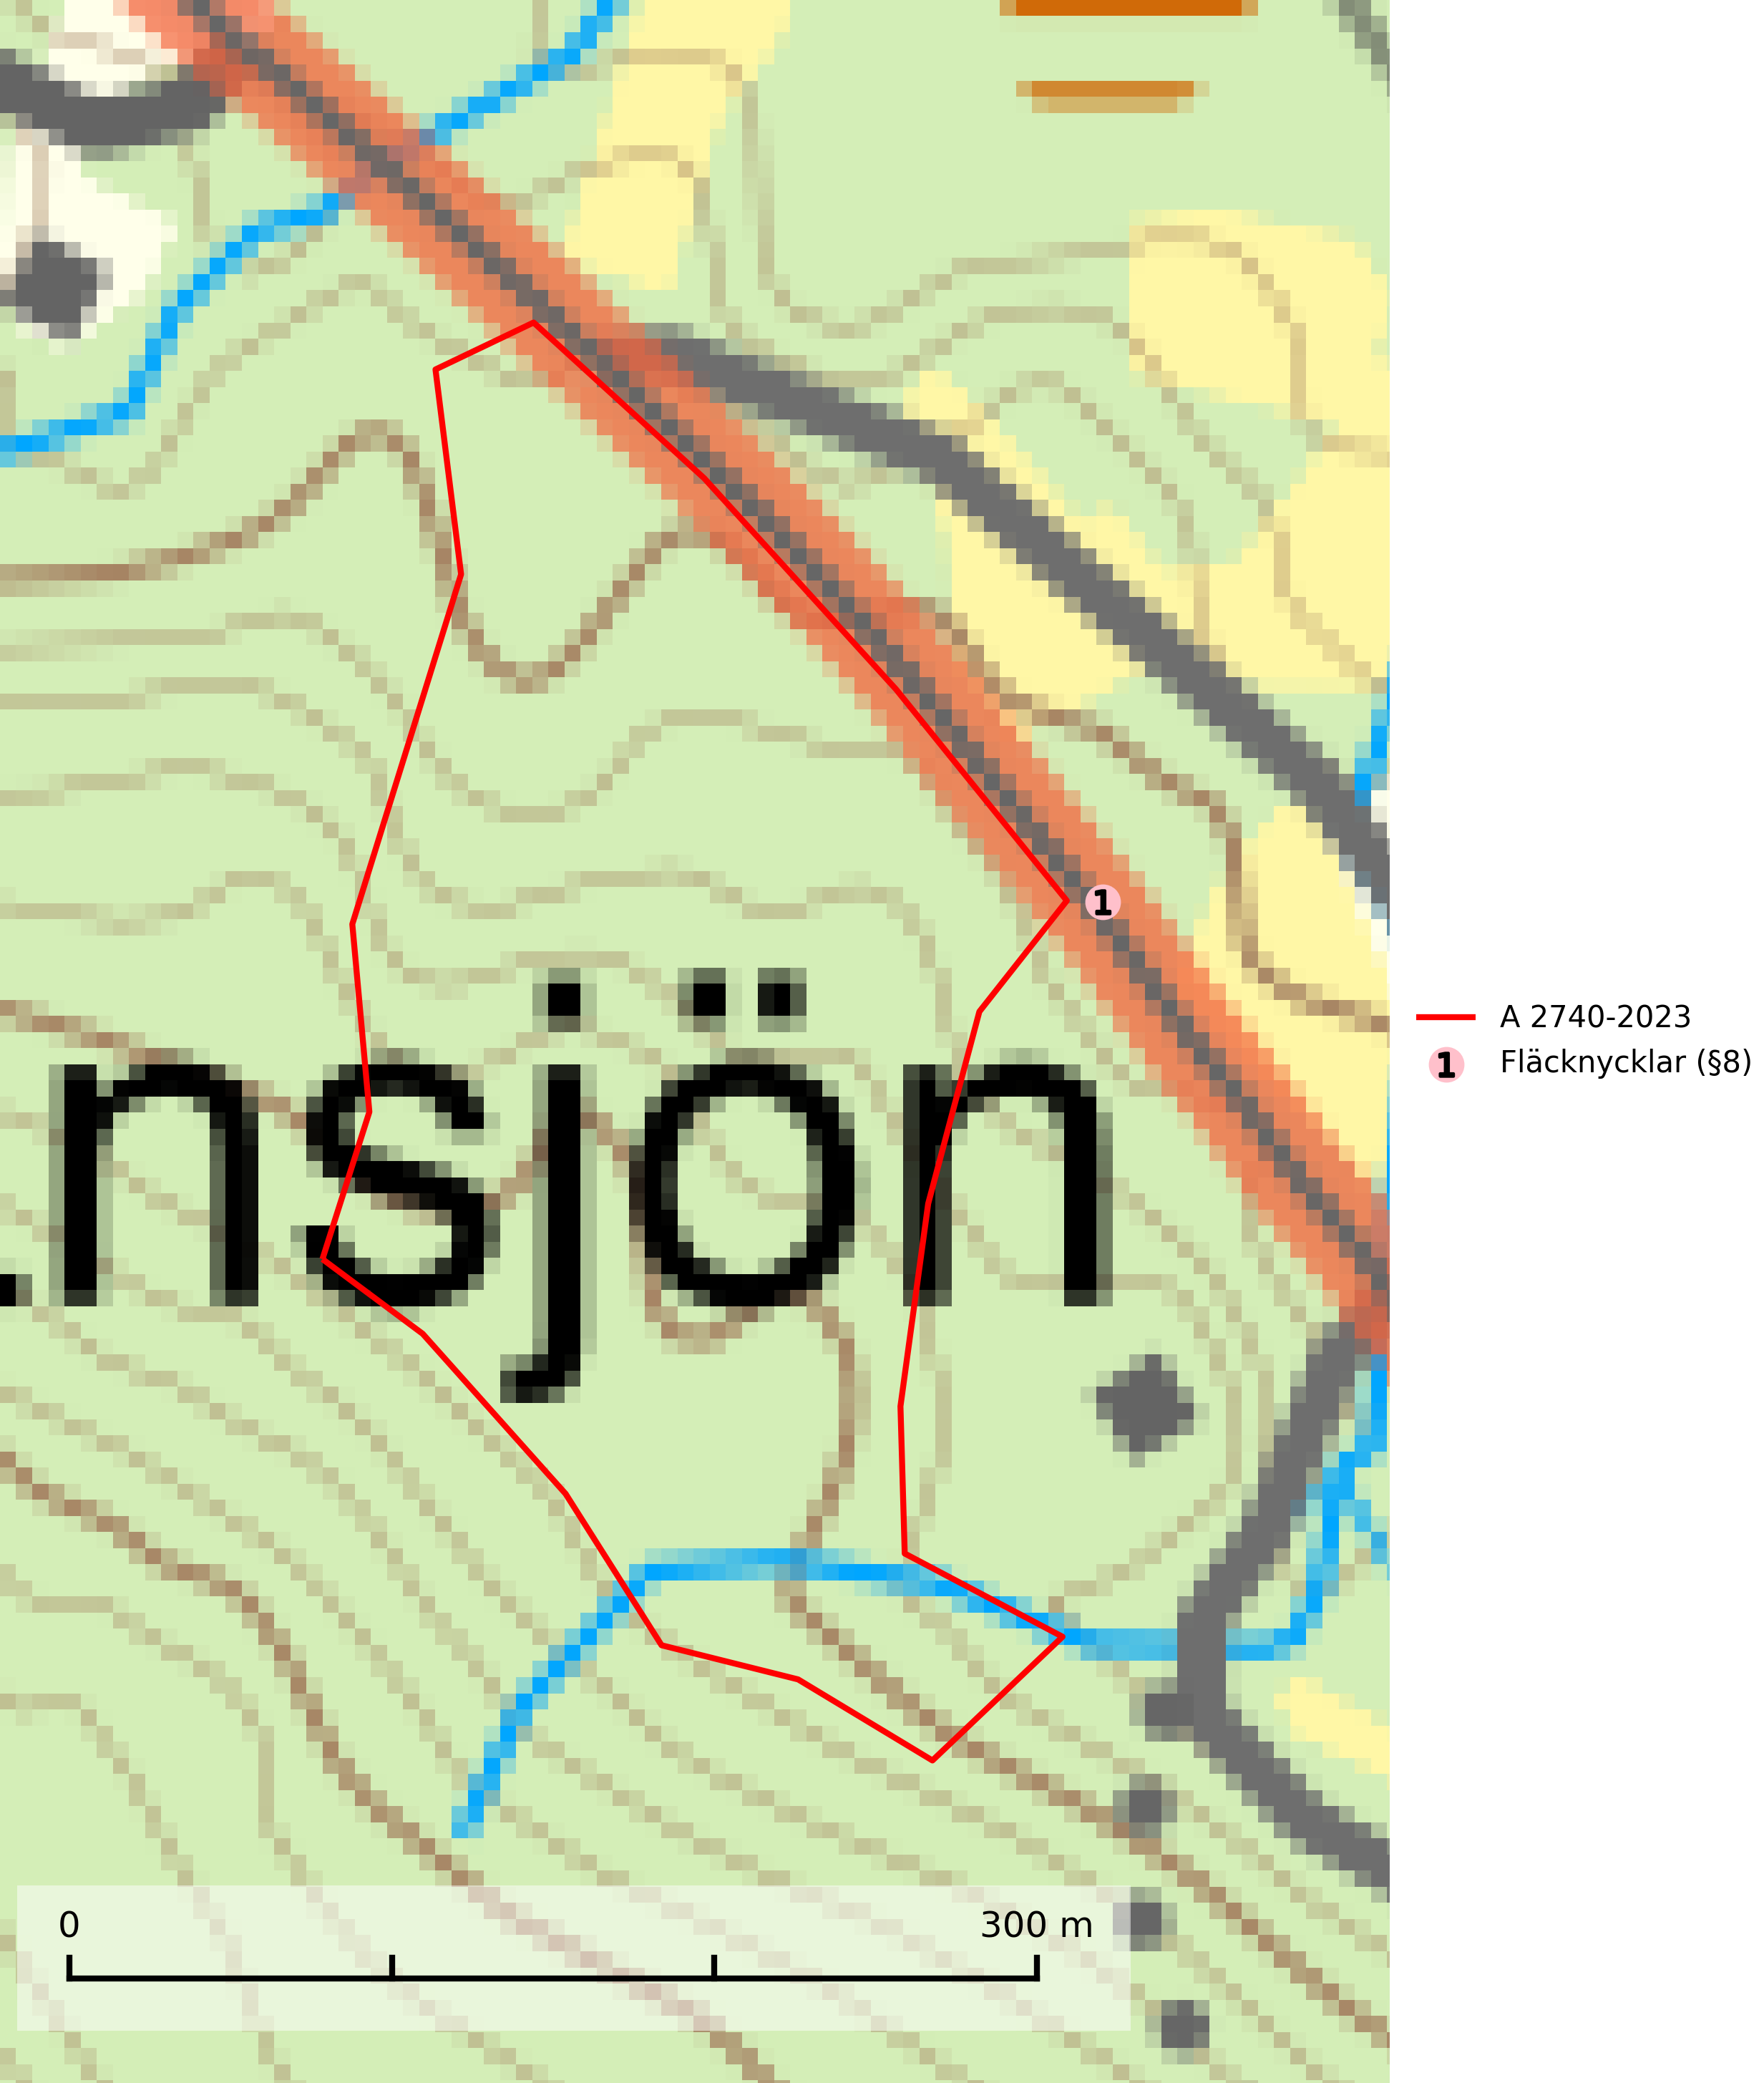 1
nsjön
A 2740-2023
1 Fläcknycklar (§8)
0 300 m